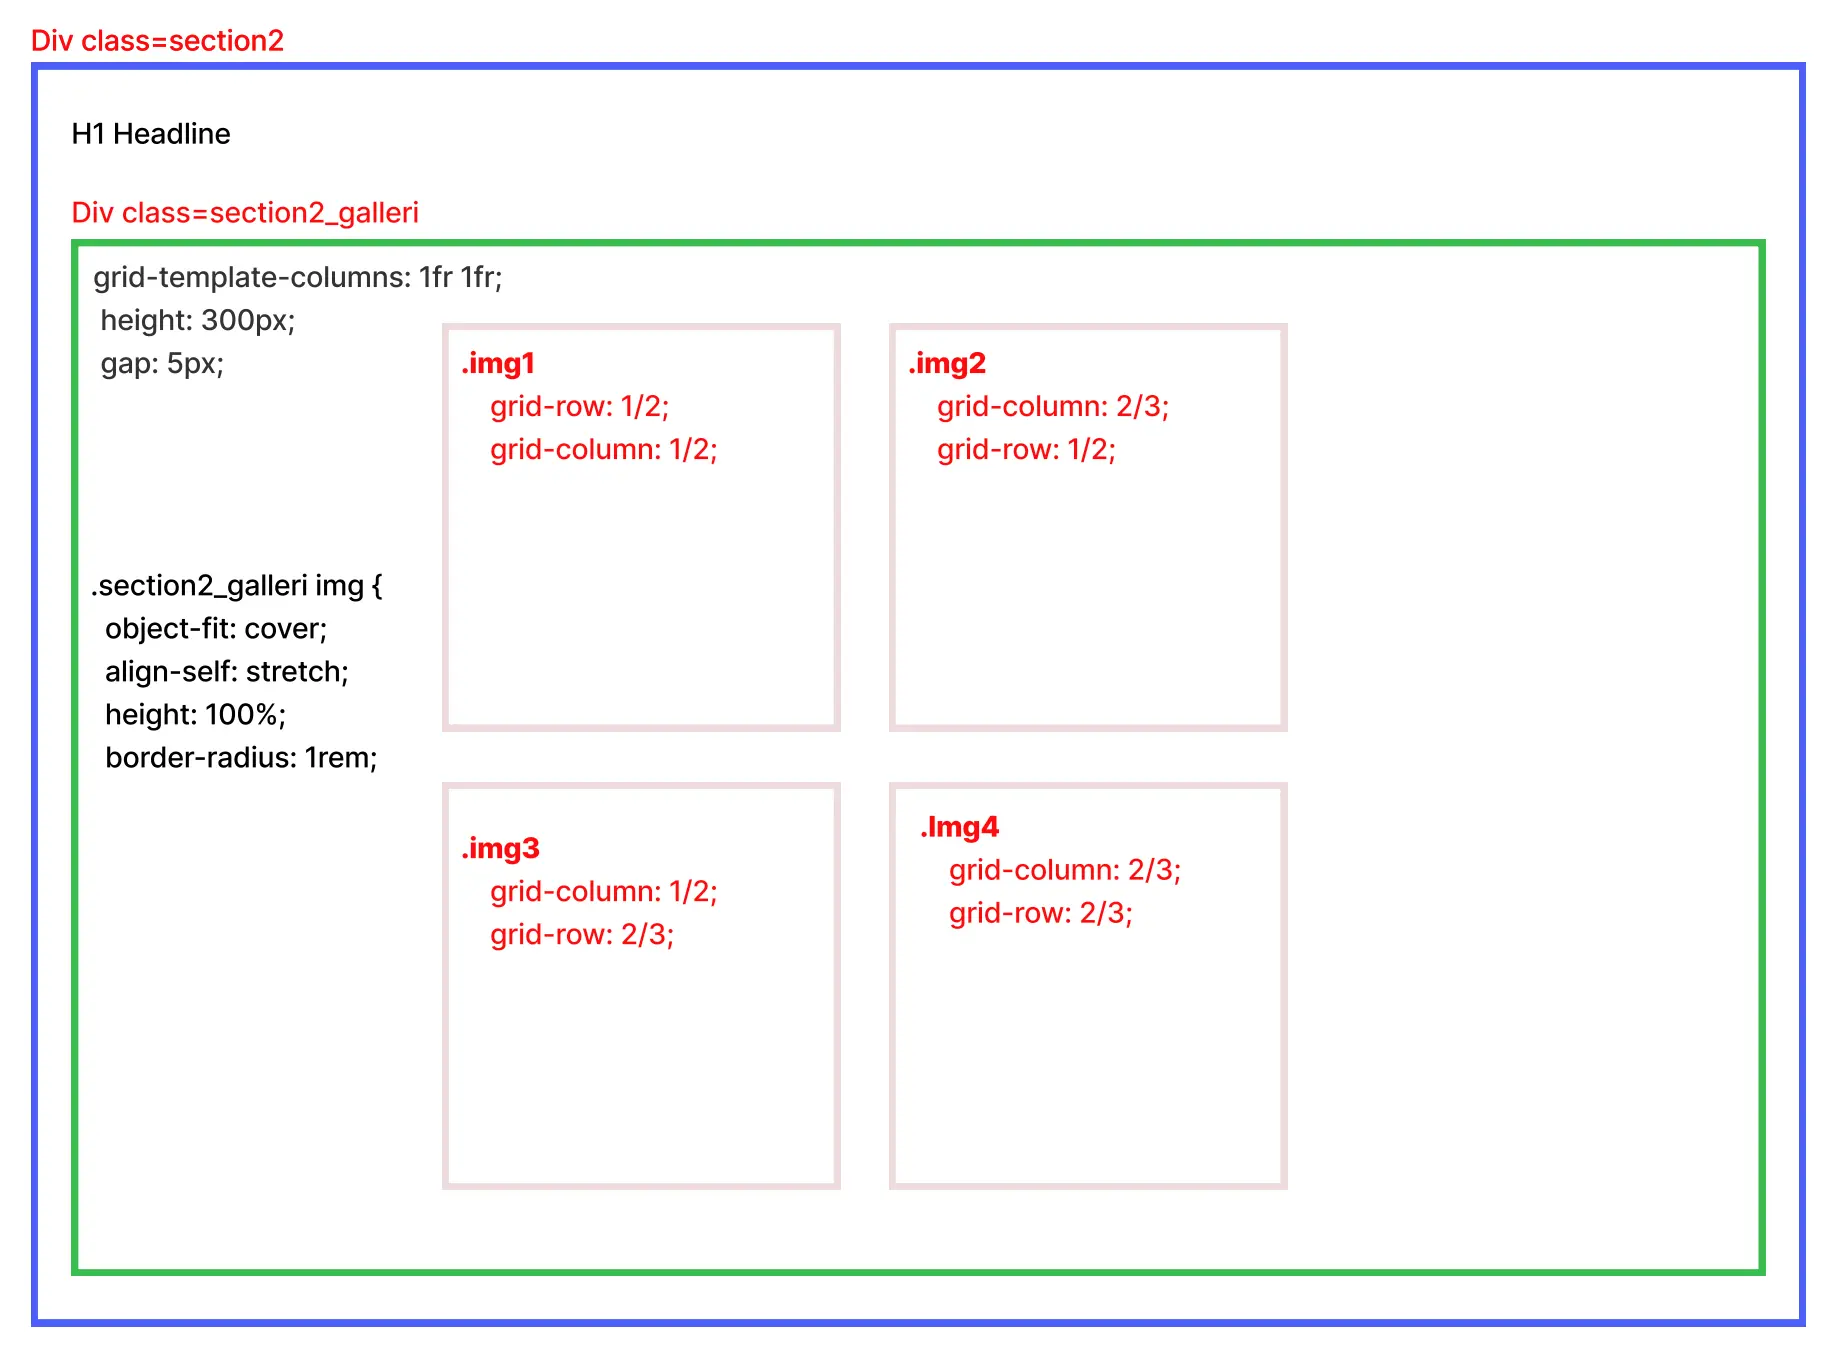 Div class=section2
H1 Headline
Div class=section2_galleri
grid-template-columns: 1fr 1fr;
height: 300px;
gap: 5px;
.img1
grid-row: 1/2;
grid-column: 1/2;
.img2
grid-column: 2/3;
grid-row: 1/2;
.section2_galleri img {
object-fit: cover;
align-self: stretch;
height: 100%;
border-radius: 1rem;
.img3
grid-column: 1/2;
grid-row: 2/3;
.Img4
grid-column: 2/3;
grid-row: 2/3;